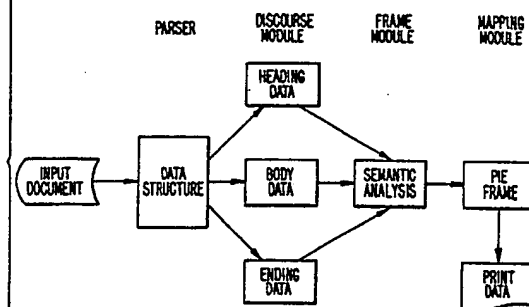 PARSER
DISCOURSE
MODULE
FRAME
MODULE
MAPPING
MODULE
HEADING
DATA
INPUT
DOCUMENT
DATA
STRUCTURE
BODY
DATA
SEMANTIC
ANALYSIS
PIE
FRAME
ENDING
DATA
PRINT
DATA